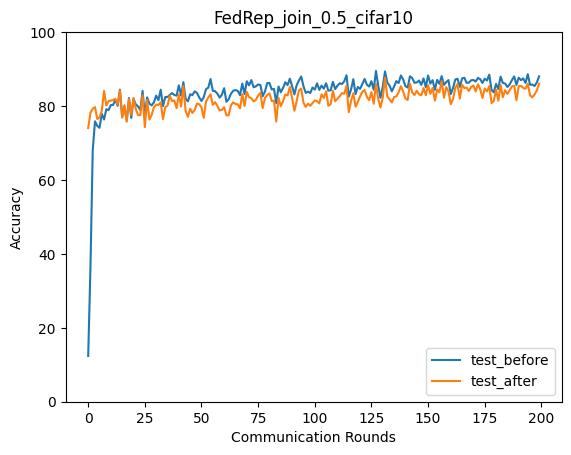 FedRep_join_0.5_cifar10
100
80
60
40
20
0
Accuracy
0 25 50 75 100 125 150 175 200
Communication Rounds
test_before
test_after